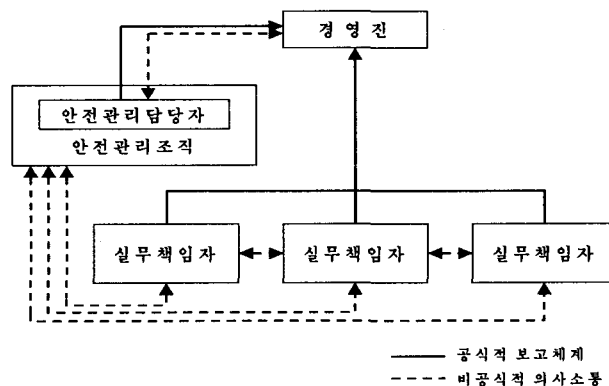 경영진
안전관리담당자
안전관리조직
실무책임자
실무책임자
실무책임자
공식적 보고체계
비공식적 의사소통